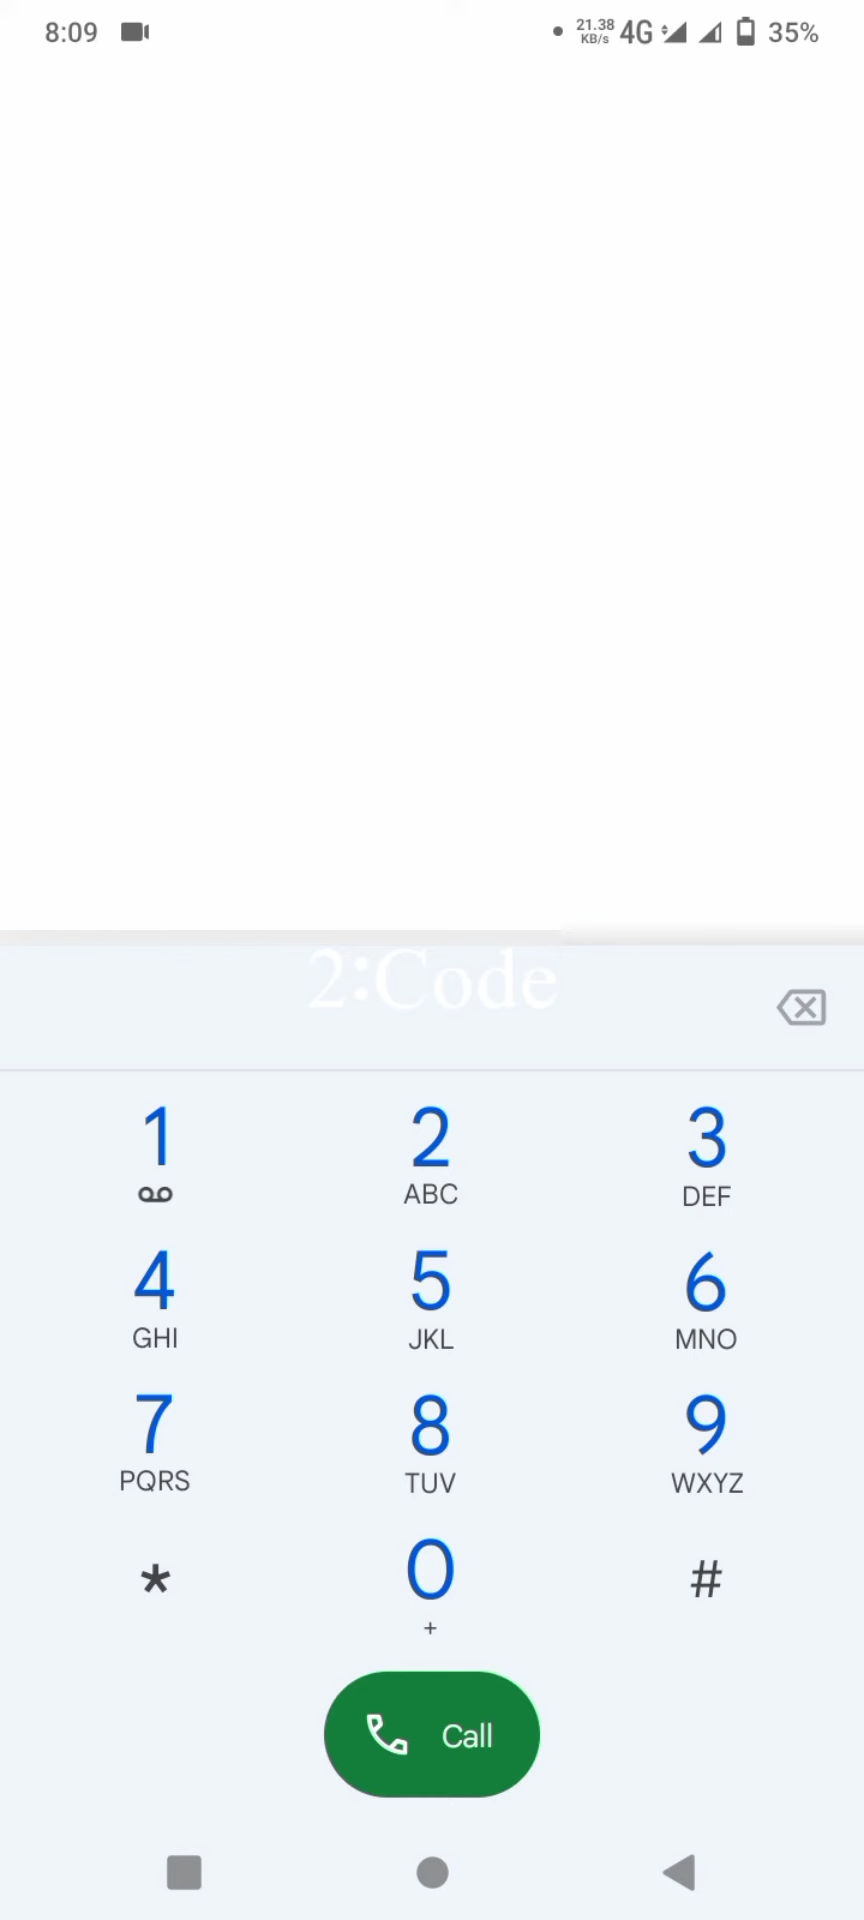 8:09 21.38 KB/s 4G 35%
2:Code
1 2 3
ABC DEF
4 5 6
GHI JKL MNO
7 8 9
PQRS TUV WXYZ
* 0 #
+
Call